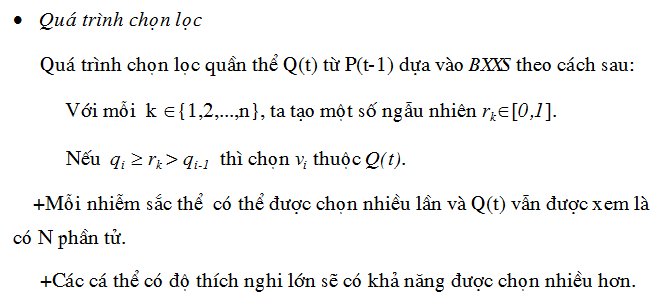 • Quá trình chọn lọc
Quá trình chọn lọc quần thể Q(t) từ P(t-1) dựa vào BXXS theo cách sau:
Với mỗi k ∈{1,2,...,n}, ta tạo một số ngẫu nhiên rₖ∈[0,1].
Nếu qᵢ ≥ rₖ> qᵢ₋₁ thì chọn vᵢ thuộc Q(t).
+Mỗi nhiễm sắc thể có thể được chọn nhiều lần và Q(t) vẫn được xem là
có N phần tử.
+Các cá thể có độ thích nghi lớn sẽ có khả năng được chọn nhiều hơn.